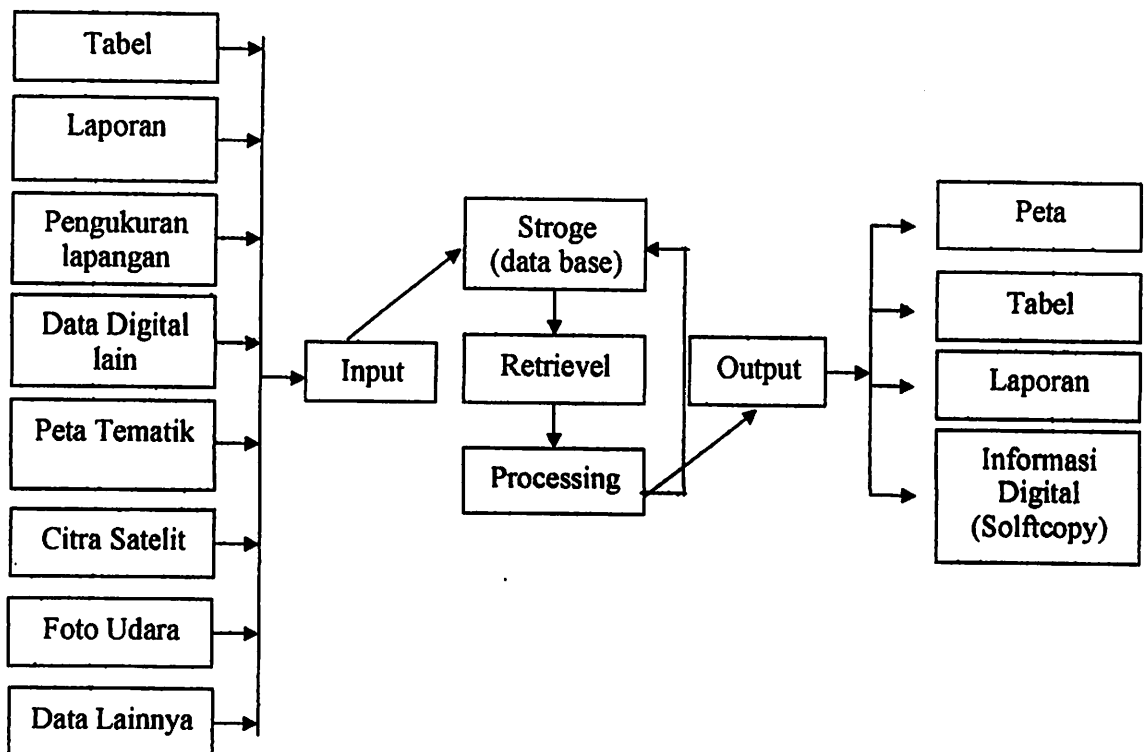 Tabel
Laporan
Pengukuran
lapangan
Data Digital
lain
Peta Tematik
Citra Satelit
Foto Udara
Data Lainnya
Input
Stroge
(data base)
Retrievel
Processing
Output
Peta
Tabel
Laporan
Informasi
Digital
(Solftcopy)